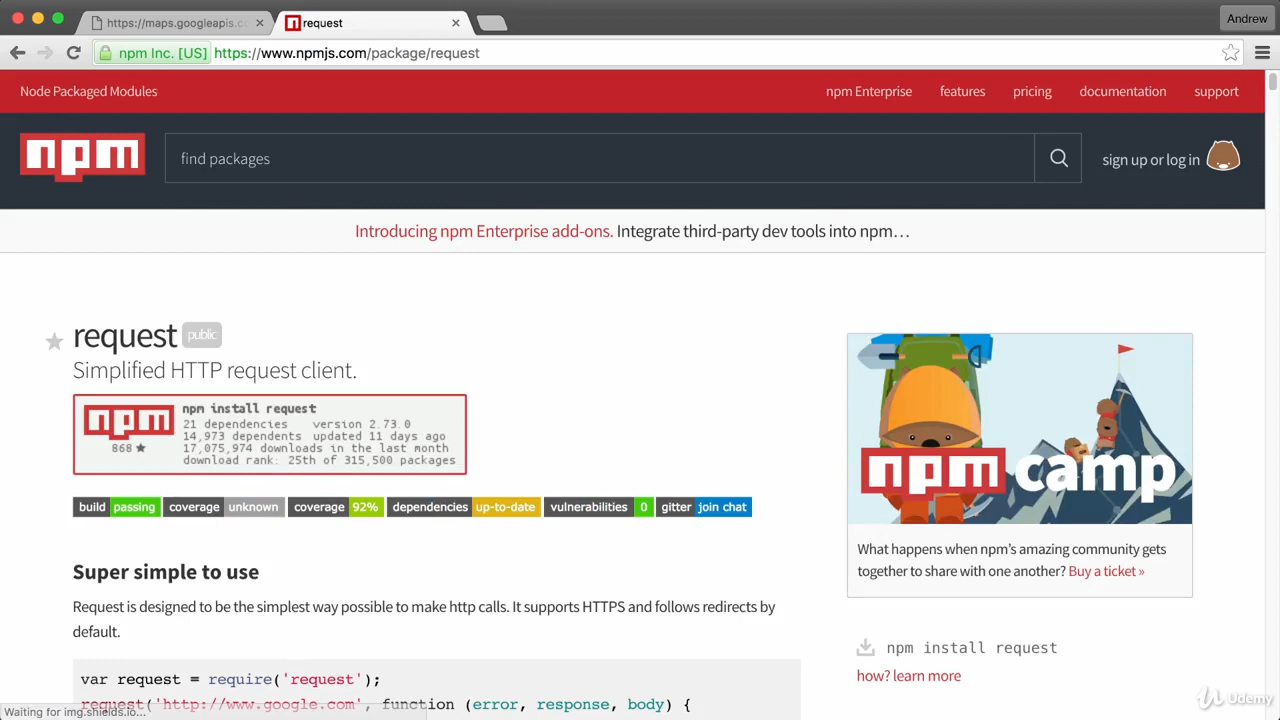 https://maps.googleapis.c
request
Andrew
npm Inc. [US] https://www.npmjs.com/package/request
Node Packaged Modules
npm Enterprise features pricing documentation support
npm
find packages
sign up or log in
Introducing npm Enterprise add-ons. Integrate third-party dev tools into npm…
request public
Simplified HTTP request client.
npm
868 ★
npm install request
21 dependencies version 2.73.0
14,973 dependents updated 11 days ago
17,075,974 downloads in the last month
download rank: 25th of 315,500 packages
build passing coverage unknown coverage 92% dependencies up-to-date vulnerabilities 0 gitter join chat
Super simple to use
Request is designed to be the simplest way possible to make http calls. It supports HTTPS and follows redirects by
default.
var request = require('request');
request('http://www.google.com', function (error, response, body) {
npm camp
What happens when npm's amazing community gets
together to share with one another? Buy a ticket »
npm install request
how? learn more
Waiting for img.shields.io...
Udemy